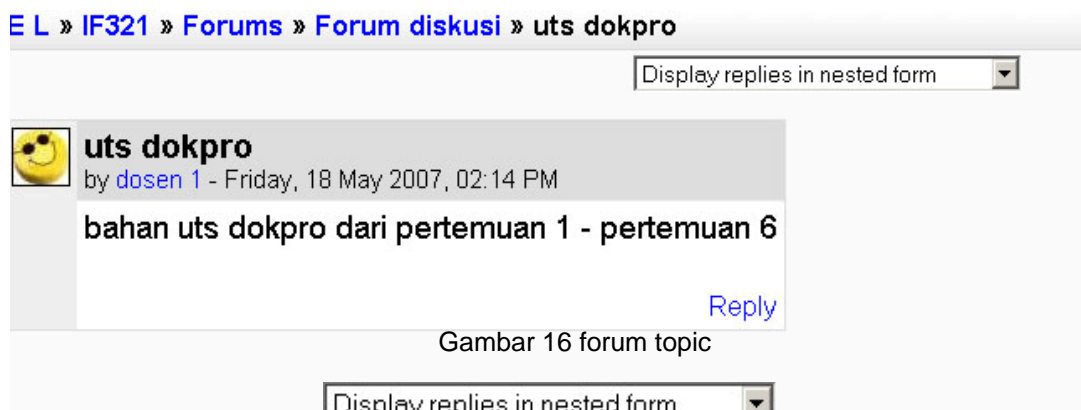 E L » IF321 » Forums » Forum diskusi » uts dokpro
Display replies in nested form
uts dokpro
by dosen 1 - Friday, 18 May 2007, 02:14 PM
bahan uts dokpro dari pertemuan 1 - pertemuan 6
Reply
Gambar 16 forum topic
Display replies in nested form